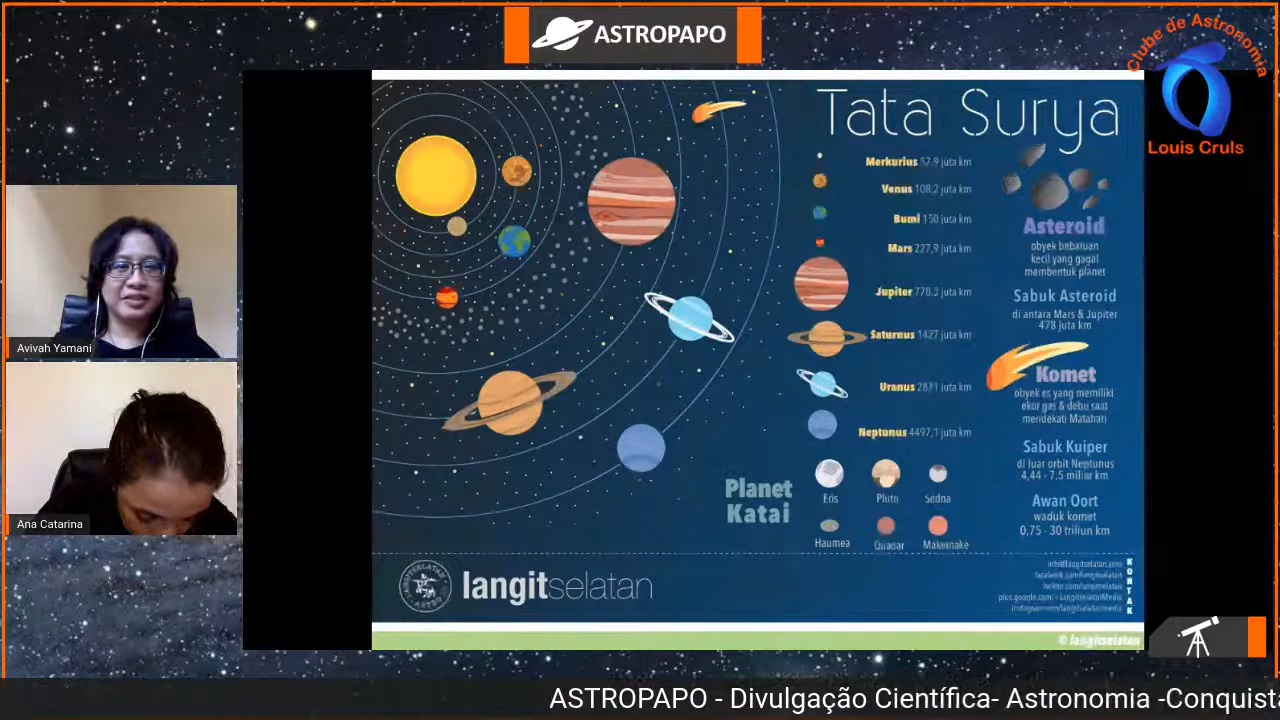 ASTROPAPO
Clube de Astronomia
Louis Cruls
Tata Surya
Merkurius 57.9 juta km
Venus 108.2 juta km
Bumi 150 juta km
Mars 227,9 juta km
Jupiter 778.3 juta km
Saturnus 1427 juta km
Uranus 2871 juta km
Neptunus 4497,1 juta km
Asteroid
obyek bebatuan
kecil yang gagal
membentuk planet
Sabuk Asteroid
di antara Mars & Jupiter
478 juta km
Komet
obyek es yang memiliki
ekor gas & debu saat
mendekati Matahari
Sabuk Kuiper
di luar orbit Neptunus
4,44 - 7.5 miliar km
Awan Oort
waduk komet
0,75 - 30 triliun km
Planet
Katai
Eris
Pluto
Sedna
Haumea
Quaoar
Makemake
langitselatan
KONTAK
© langitselatan
Avivah Yamani
Ana Catarina
ASTROPAPO - Divulgação Científica- Astronomia -Conquist